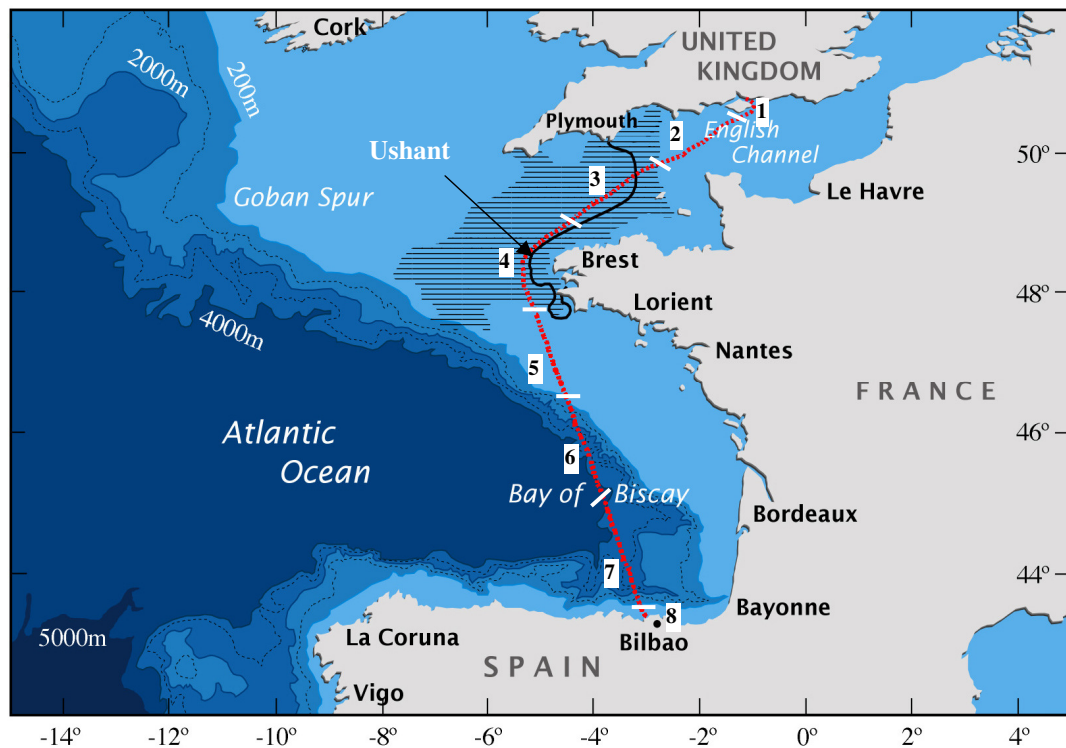 Cork
UNITED
KINGDOM
2000m
200m
1
Plymouth
2
English
Channel
Ushant
50º
3
Le Havre
Goban Spur
4
Brest
48º
Lorient
4000m
Nantes
5
FRANCE
Atlantic
Ocean
46º
6
Bay of Biscay
Bordeaux
7
44º
Bayonne
8
5000m
La Coruna
Bilbao
SPAIN
Vigo
-14º -12º -10º -8º -6º -4º -2º 0º 2º 4º